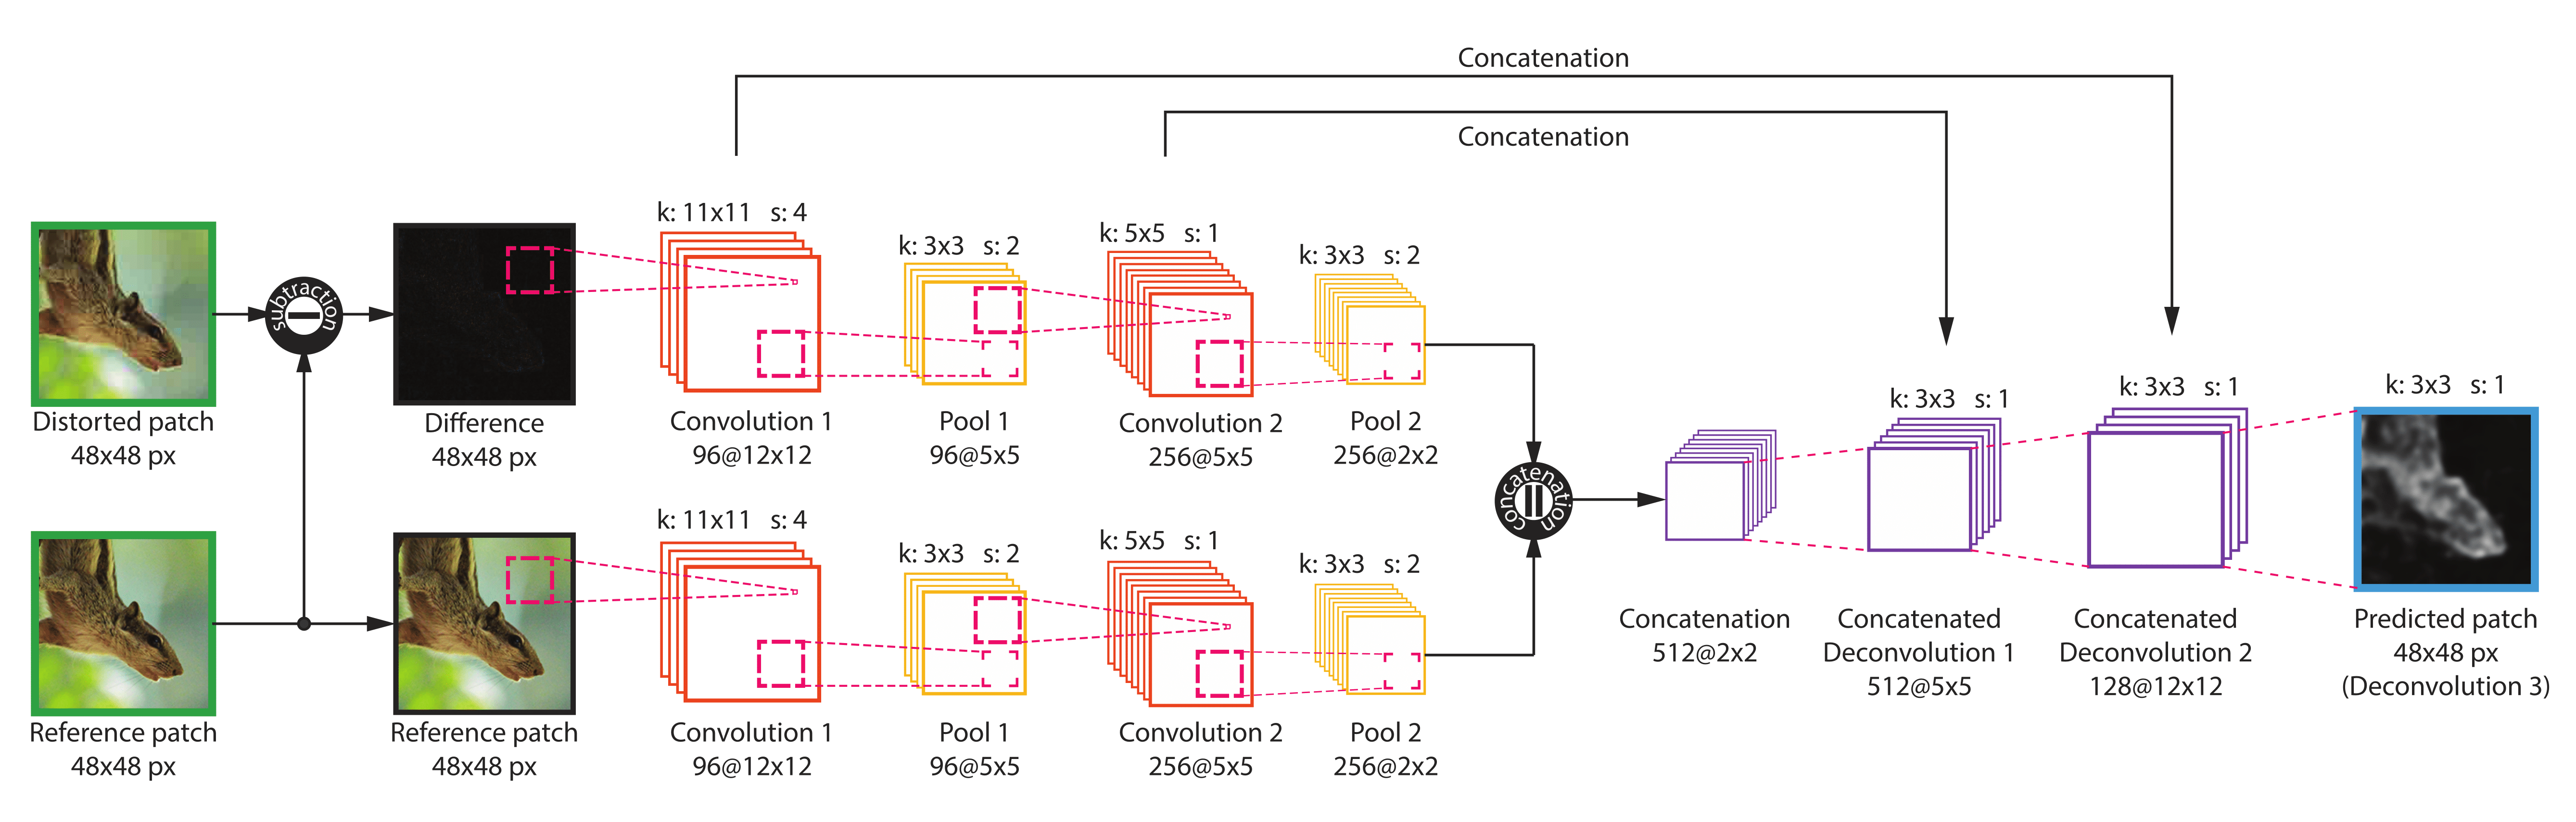 Concatenation
Concatenation
k: 11x11 s: 4
k: 3x3 s: 2
k: 5x5 s: 1
k: 3x3 s: 2
subtraction
Distorted patch
48x48 px
Difference
48x48 px
Convolution 1
96@12x12
Pool 1
96@5x5
Convolution 2
256@5x5
Pool 2
256@2x2
k: 3x3 s: 1
k: 3x3 s: 1
k: 3x3 s: 1
concatenation
k: 11x11 s: 4
k: 3x3 s: 2
k: 5x5 s: 1
k: 3x3 s: 2
Concatenation
512@2x2
Concatenated
Deconvolution 1
512@5x5
Concatenated
Deconvolution 2
128@12x12
Predicted patch
48x48 px
(Deconvolution 3)
Reference patch
48x48 px
Reference patch
48x48 px
Convolution 1
96@12x12
Pool 1
96@5x5
Convolution 2
256@5x5
Pool 2
256@2x2